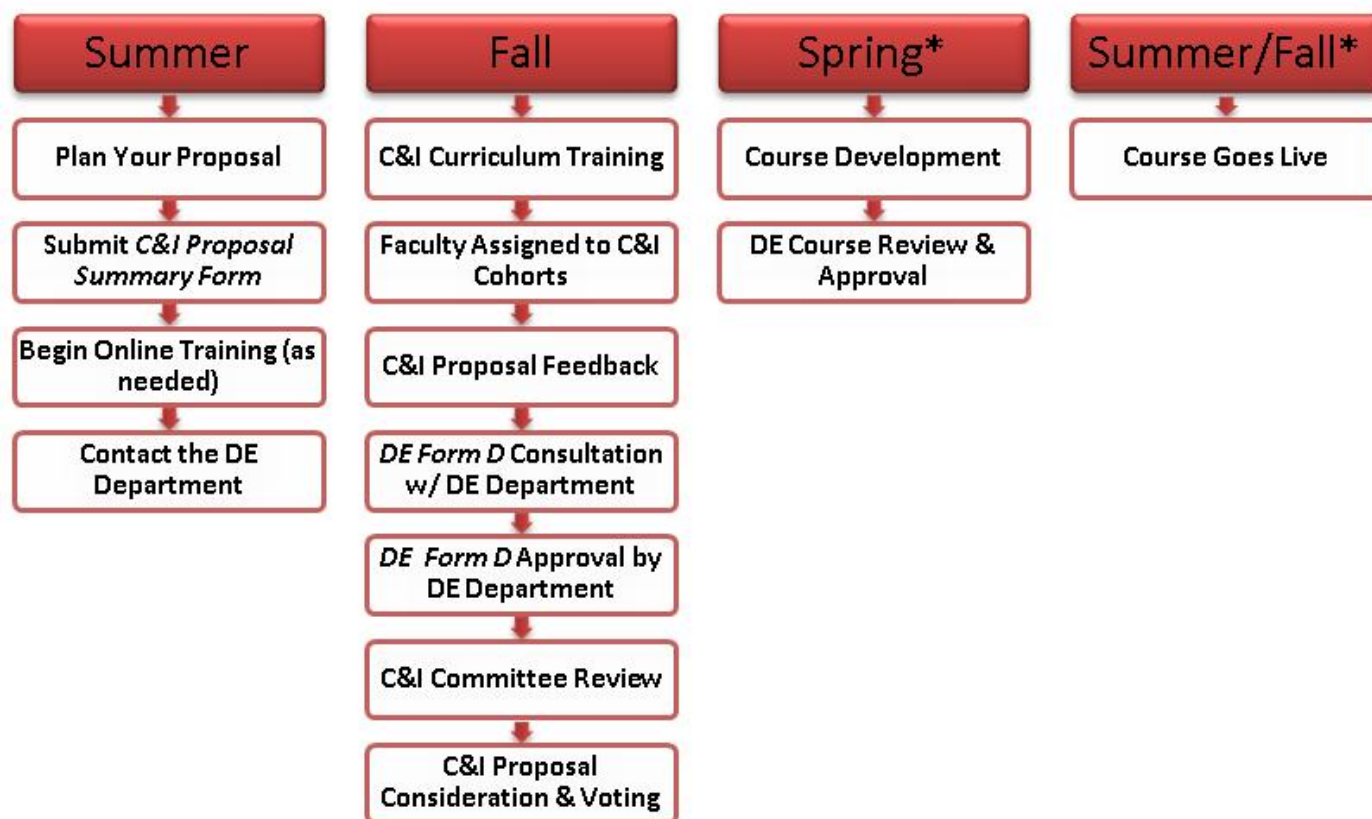 Summer
Plan Your Proposal
Submit C&I Proposal
Summary Form
Begin Online Training (as
needed)
Contact the DE
Department
Fall
C&I Curriculum Training
Faculty Assigned to C&I
Cohorts
C&I Proposal Feedback
DE Form D Consultation
w/ DE Department
DE Form D Approval by
DE Department
C&I Committee Review
C&I Proposal
Consideration & Voting
Spring*
Course Development
DE Course Review &
Approval
Summer/Fall*
Course Goes Live